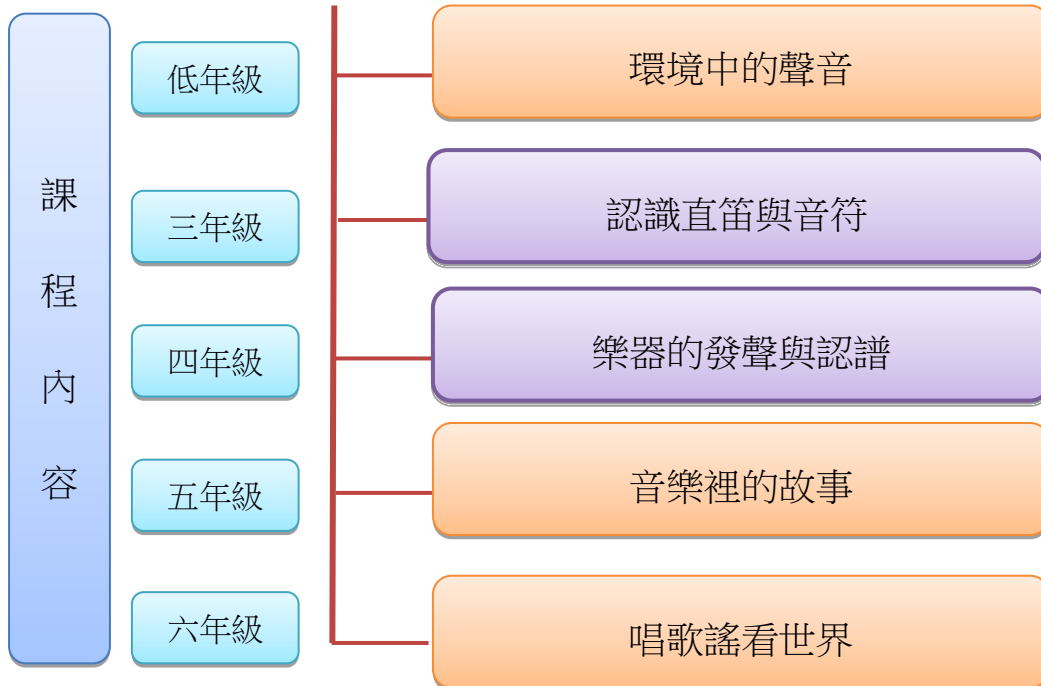 課程內容
低年級
環境中的聲音
三年級
認識直笛與音符
四年級
樂器的發聲與認譜
五年級
音樂裡的故事
六年級
唱歌謠看世界